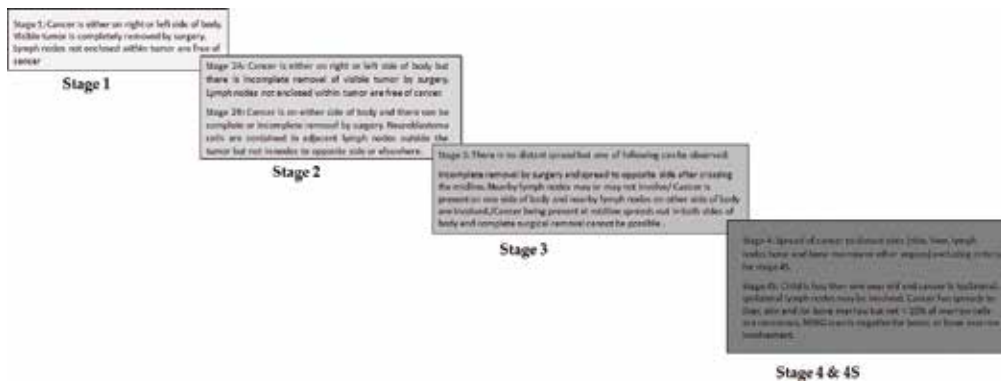 Stage 1: Cancer is either on right or left side of body.
Visible tumor is completely removed by surgery.
Lymph nodes not enclosed within tumor are free of
cancer
Stage 1
Stage 2A: Cancer is either on right or left side of body but
there is incomplete removal of visible tumor by surgery.
Lymph nodes not enclosed within tumor are free of cancer.
Stage 2B: Cancer is on either side of body and there can be
complete or incomplete removal by surgery. Neuroblastoma
cells are contained in adjacent lymph nodes outside the
tumor but not in nodes to opposite side or elsewhere.
Stage 2
Stage 3: There is no distant spread but one of following can be observed:
Incomplete removal by surgery and spread to opposite side after crossing
the midline. Nearby lymph nodes may or may not involve/ Cancer is
present on one side of body and nearby lymph nodes on other side of body
are involved./Cancer being present at midline spreads out in both sides of
body and complete surgical removal cannot be possible.
Stage 3
Stage 4: Spread of cancer to distant sites (skin, liver, lymph
nodes bone and bone marrow or other organs) excluding criteria
for stage 4S.
Stage 4S: Child is less than one year old and cancer is ipsilateral.
Ipsilateral lymph nodes may be involved. Cancer has spread to
liver, skin and /or bone marrow but not > 10% of marrow cells
are cancerous. MIBG scan is negative for bone or bone marrow
involvement.
Stage 4 & 4S